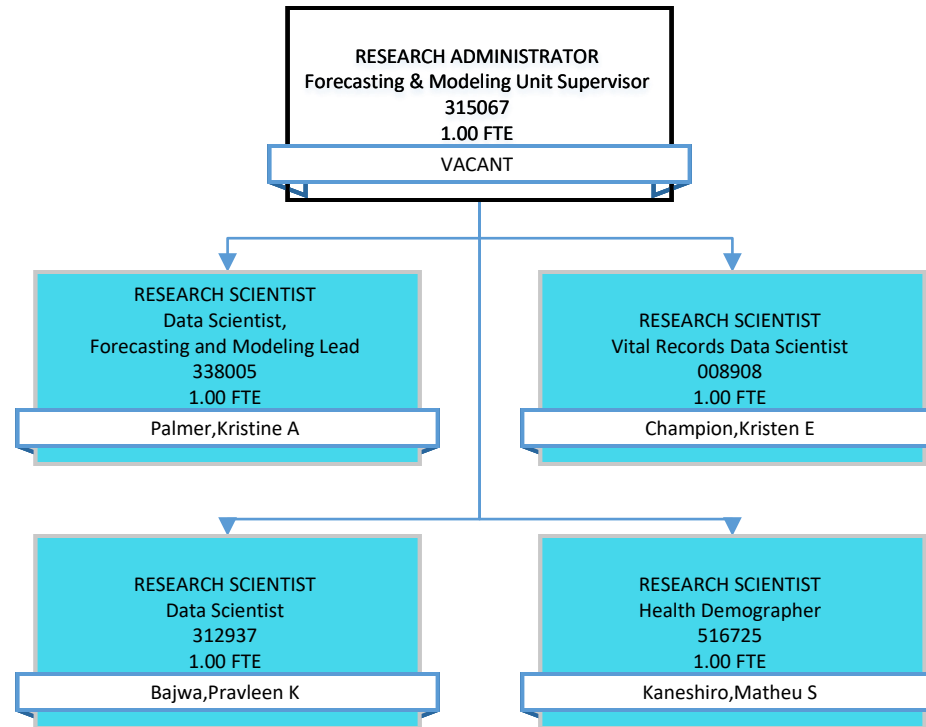 RESEARCH ADMINISTRATOR
Forecasting & Modeling Unit Supervisor
315067
1.00 FTE
VACANT
RESEARCH SCIENTIST
Data Scientist,
Forecasting and Modeling Lead
338005
1.00 FTE
Palmer,Kristine A
RESEARCH SCIENTIST
Vital Records Data Scientist
008908
1.00 FTE
Champion,Kristen E
RESEARCH SCIENTIST
Data Scientist
312937
1.00 FTE
Bajwa,Pravleen K
RESEARCH SCIENTIST
Health Demographer
516725
1.00 FTE
Kaneshiro,Matheu S